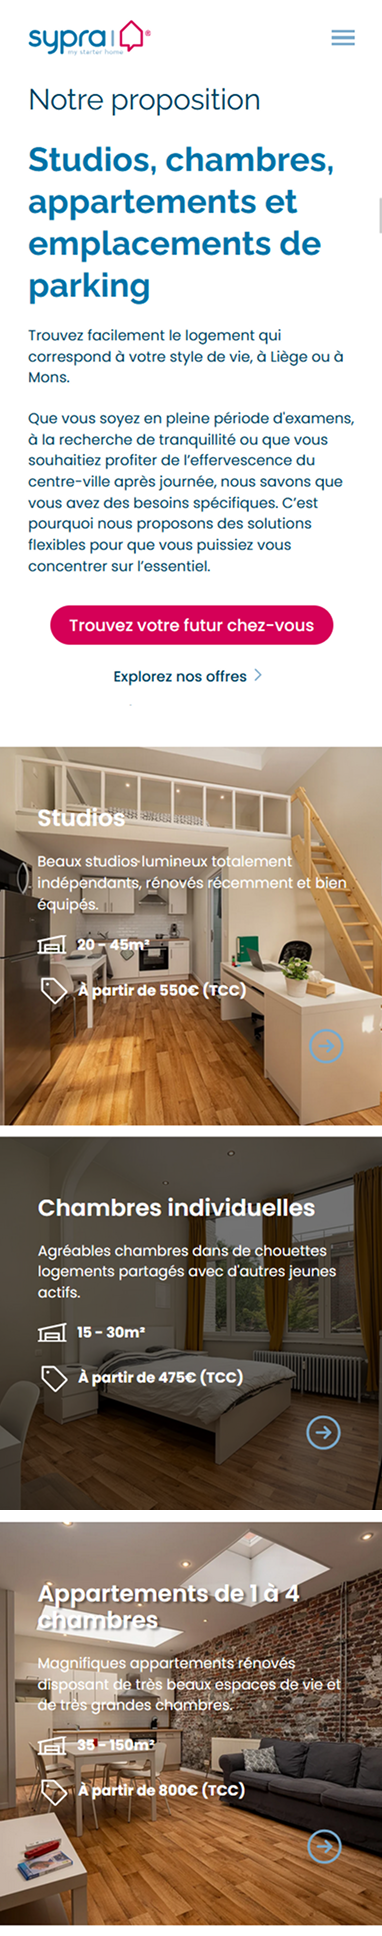 sypra
my starter home
Notre proposition
Studios, chambres,
appartements et
emplacements de
parking
Trouvez facilement le logement qui
correspond à votre style de vie, à Liège ou à
Mons.
Que vous soyez en pleine période d'examens,
à la recherche de tranquillité ou que vous
souhaitiez profiter de l’effervescence du
centre-ville après journée, nous savons que
vous avez des besoins spécifiques. C’est
pourquoi nous proposons des solutions
flexibles pour que vous puissiez vous
concentrer sur l’essentiel.
Trouvez votre futur chez-vous
Explorez nos offres
Studios
Beaux studios lumineux totalement
indépendants, rénovés récemment et bien
équipés.
20 - 45m²
À partir de 550€ (TCC)
Chambres individuelles
Agréables chambres dans de chouettes
logements partagés avec d'autres jeunes
actifs.
15 - 30m²
À partir de 475€ (TCC)
Appartements de 1 à 4
chambres
Magnifiques appartements rénovés
disposant de très beaux espaces de vie et
de très grandes chambres.
35 - 150m²
À partir de 800€ (TCC)